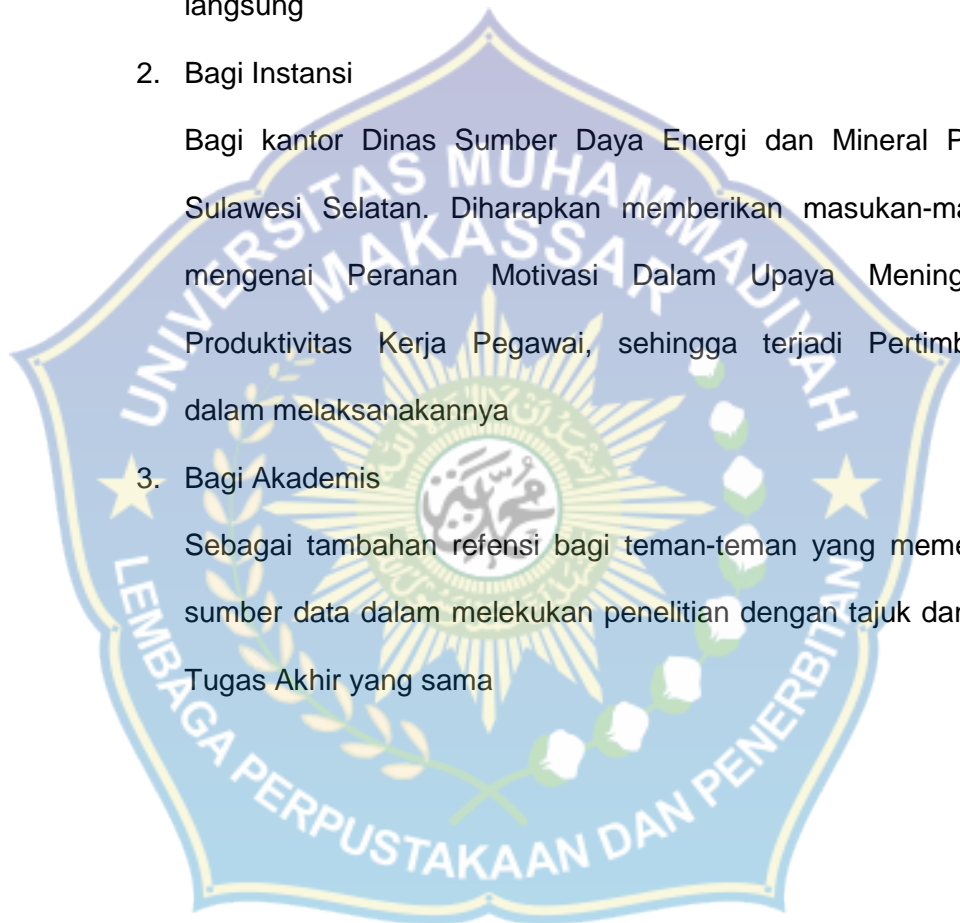 langsung
2. Bagi Instansi
Bagi kantor Dinas Sumber Daya Energi dan Mineral P
Sulawesi Selatan. Diharapkan memberikan masukan-ma
mengenai Peranan Motivasi Dalam Upaya Mening
Produktivitas Kerja Pegawai, sehingga terjadi Pertimb
dalam melaksanakannya
3. Bagi Akademis
Sebagai tambahan refensi bagi teman-teman yang meme
sumber data dalam melekukan penelitian dengan tajuk dar
Tugas Akhir yang sama
UNIVERSITAS MUHAMMADIYAH
MAKASSAR
محمد
LEMBAGA PERPUSTAKAAN DAN PENERBITAN